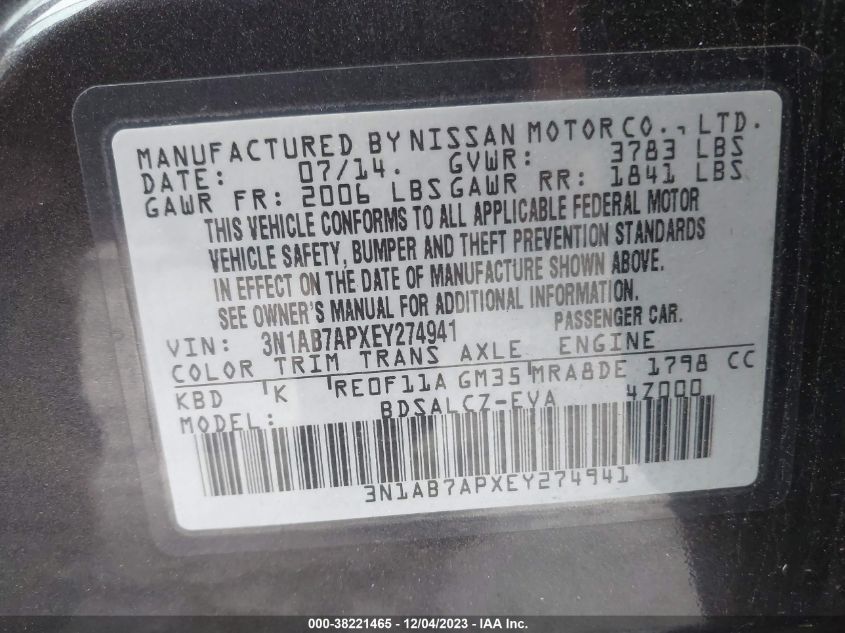 MANUFACTURED BY NISSAN MOTOR CO., LTD.
DATE: 07/14. GVWR: 3783 LBS
GAWR FR: 2006 LBS GAWR RR: 1841 LBS
THIS VEHICLE CONFORMS TO ALL APPLICABLE FEDERAL MOTOR
VEHICLE SAFETY, BUMPER AND THEFT PREVENTION STANDARDS
IN EFFECT ON THE DATE OF MANUFACTURE SHOWN ABOVE.
SEE OWNER'S MANUAL FOR ADDITIONAL INFORMATION.
VIN: 3N1AB7APXEY274941 PASSENGER CAR.
COLOR TRIM TRANS AXLE ENGINE
KBD K RE0F11A GM35 MRA8DE 1798 CC
MODEL: BDSALCZ-EVA 4Z000
3N1AB7APXEY274941
000-38221465 - 12/04/2023 - IAA Inc.